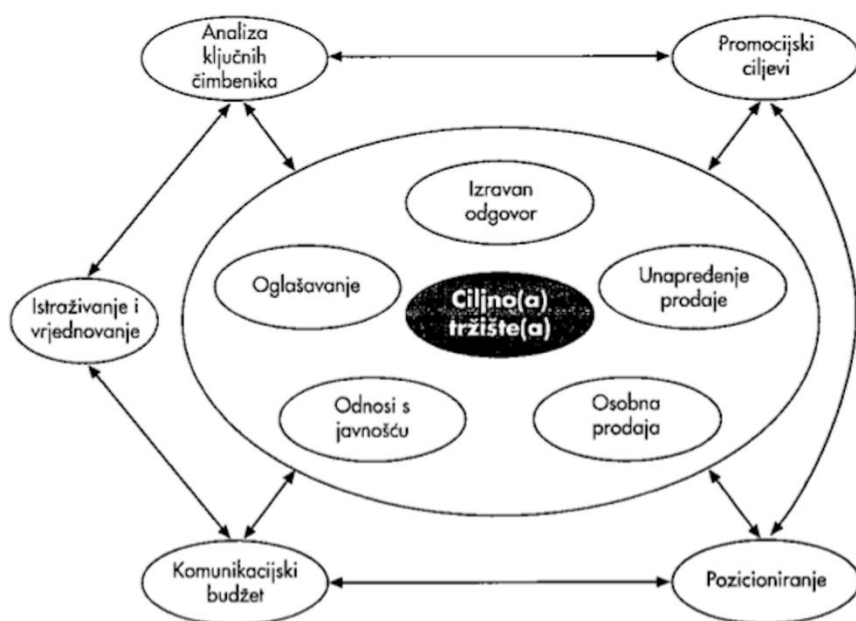 Analiza
ključnih
čimbenika
Promocijski
ciljevi
Izravan
odgovor
Oglašavanje
Ciljno(a)
tržište(a)
Unapređenje
prodaje
Istraživanje i
vrjednovanje
Odnosi s
javnošću
Osobna
prodaja
Komunikacijski
budžet
Pozicioniranje